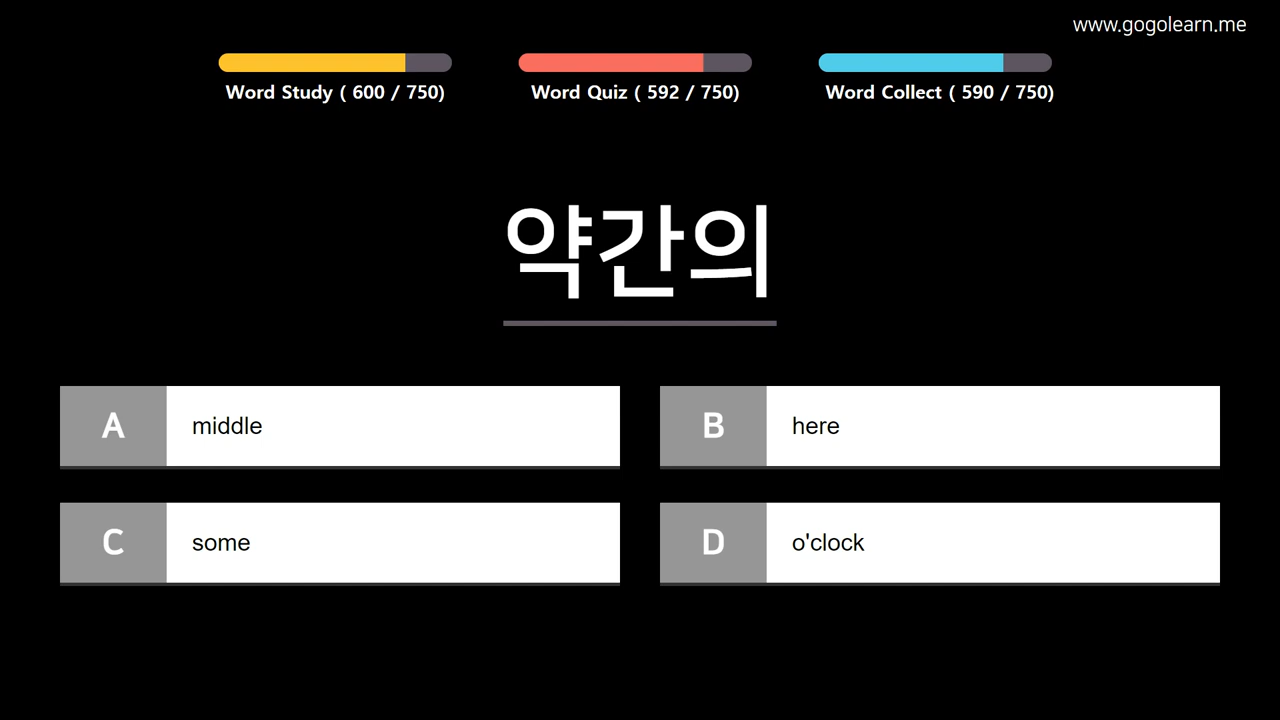 www.gogolearn.me
Word Study ( 600 / 750)
Word Quiz ( 592 / 750)
Word Collect ( 590 / 750)
약간의
A middle
B here
C some
D o'clock